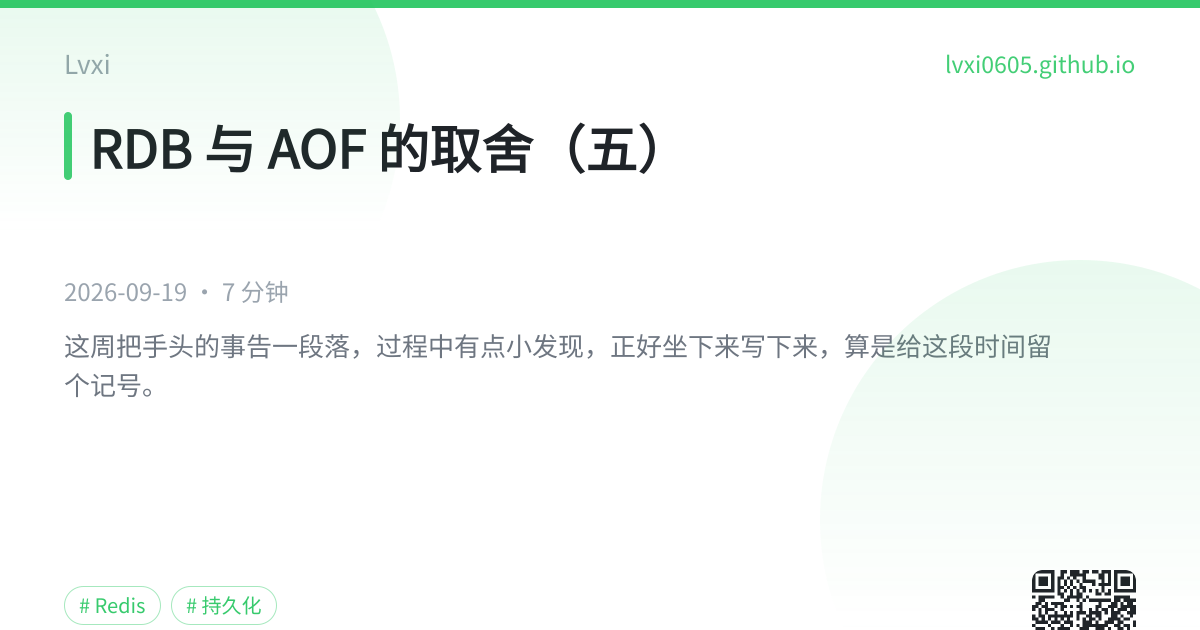 Lvxi
lvxi0605.github.io
RDB 与 AOF 的取舍（五）
2026-09-19 · 7 分钟
这周把手头的事告一段落，过程中有点小发现，正好坐下来写下来，算是给这段时间留
个记号。
# Redis
# 持久化